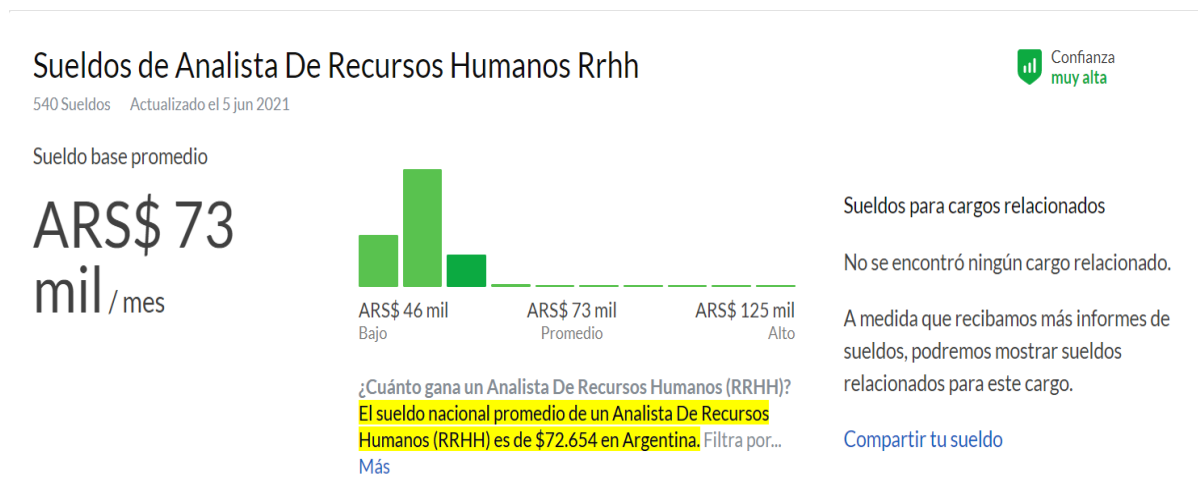 Sueldos de Analista De Recursos Humanos Rrhh
540 Sueldos Actualizado el 5 jun 2021
Confianza
muy alta
Sueldo base promedio
ARS$ 73
mil / mes
ARS$ 46 mil
Bajo
ARS$ 73 mil
Promedio
ARS$ 125 mil
Alto
¿Cuánto gana un Analista De Recursos Humanos (RRHH)?
El sueldo nacional promedio de un Analista De Recursos
Humanos (RRHH) es de $72.654 en Argentina. Filtra por...
Más
Sueldos para cargos relacionados
No se encontró ningún cargo relacionado.
A medida que recibamos más informes de
sueldos, podremos mostrar sueldos
relacionados para este cargo.
Compartir tu sueldo